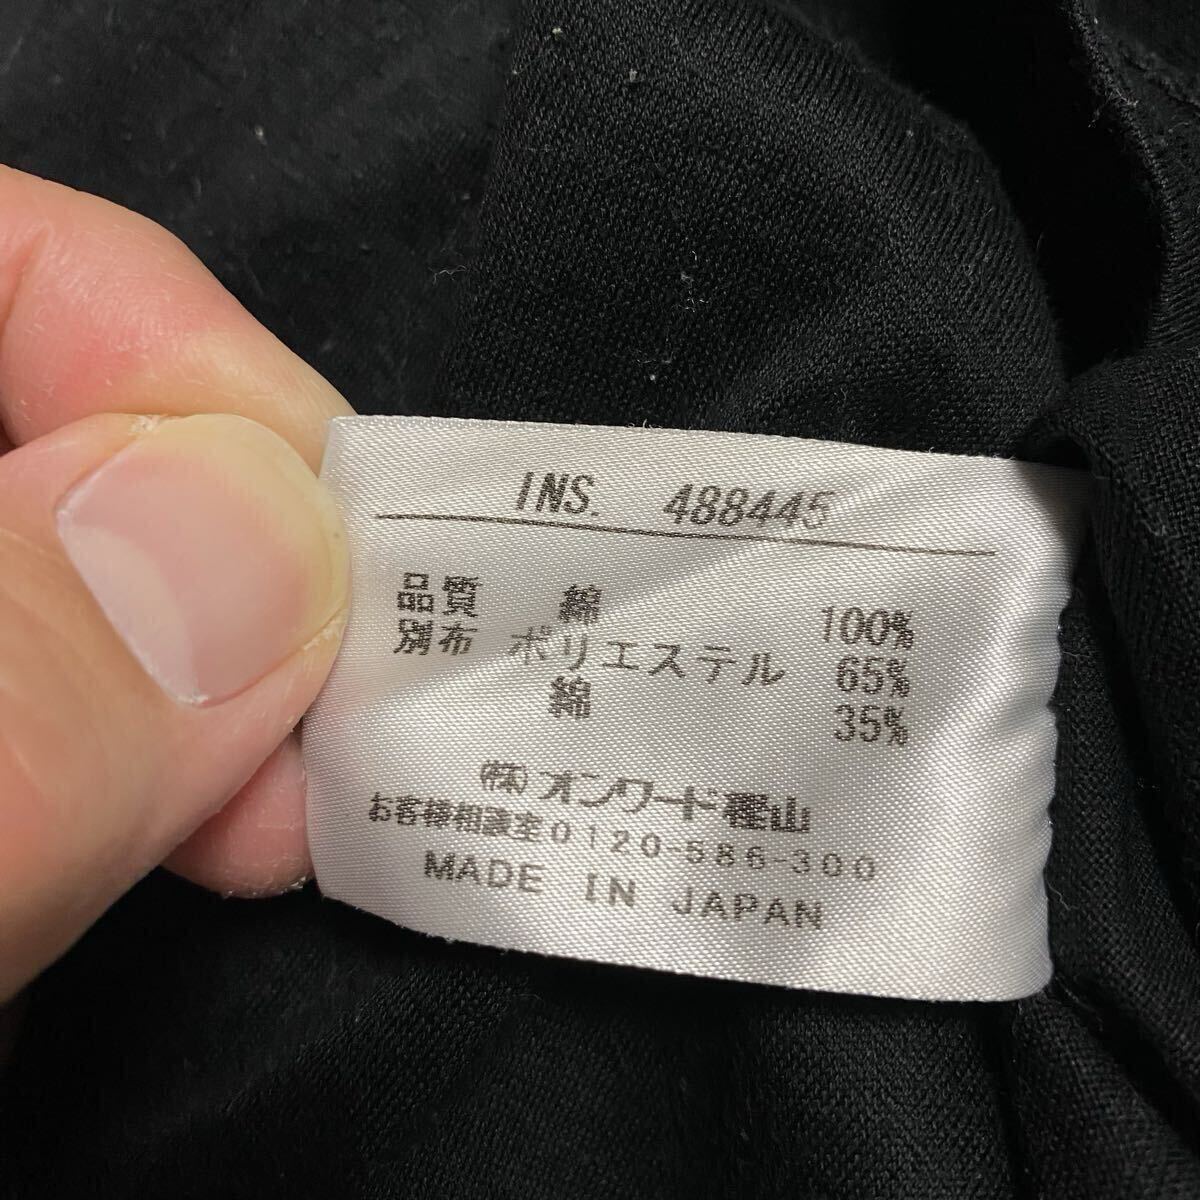 INS. 488445
品質 綿 100%
別布 ポリエステル 65%
綿 35%
(株)オンワード樫山
お客様相談室0120-586-300
MADE IN JAPAN